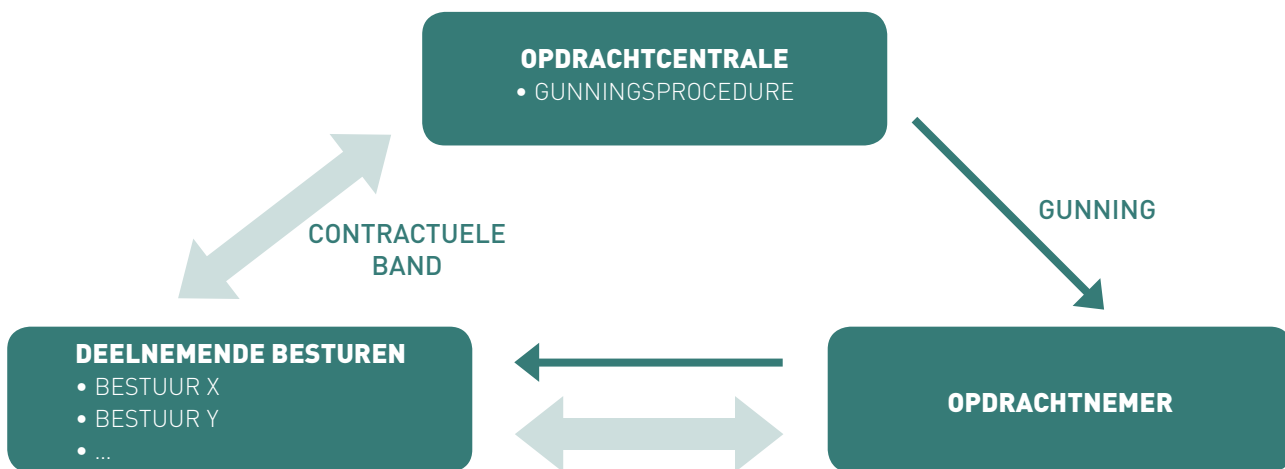 OPDRACHTCENTRALE
• GUNNINGSPROCEDURE
GUNNING
CONTRACTUELE
BAND
DEELNEMENDE BESTUREN
• BESTUUR X
• BESTUUR Y
• ...
OPDRACHTNEMER